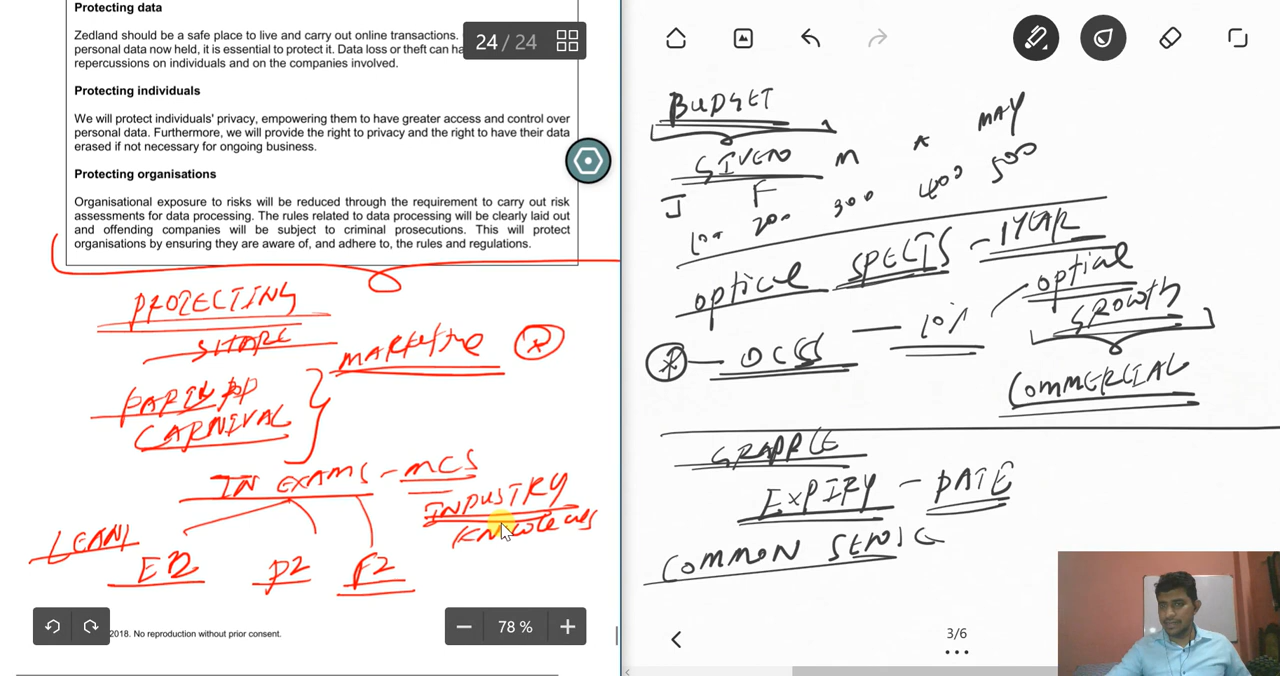 Protecting data
Zedland should be a safe place to live and carry out online transactions.
personal data now held, it is essential to protect it. Data loss or theft can ha
repercussions on individuals and on the companies involved.
24 / 24
Protecting individuals
We will protect individuals' privacy, empowering them to have greater access and control over
personal data. Furthermore, we will provide the right to privacy and the right to have their data
erased if not necessary for ongoing business.
Protecting organisations
Organisational exposure to risks will be reduced through the requirement to carry out risk
assessments for data processing. The rules related to data processing will be clearly laid out
and offending companies will be subject to criminal prosecutions. This will protect
organisations by ensuring they are aware of, and adhere to, the rules and regulations.
PROTECTING
SHARE
MARKET
CARNIVAL
IN EXAMS - MCS
INDUSTRY
E2 P2 F2
78 %
2018. No reproduction without prior consent.
BUDGET
GIVEN M A MAY
J F
100 200 300 400 500
optical SPECTS - 1 YEAR
OCS - 10% optial
GROWTH
COMMERCIAL
GRAPPLE
EXPIRY - DATE
COMMON SENSE
3/6